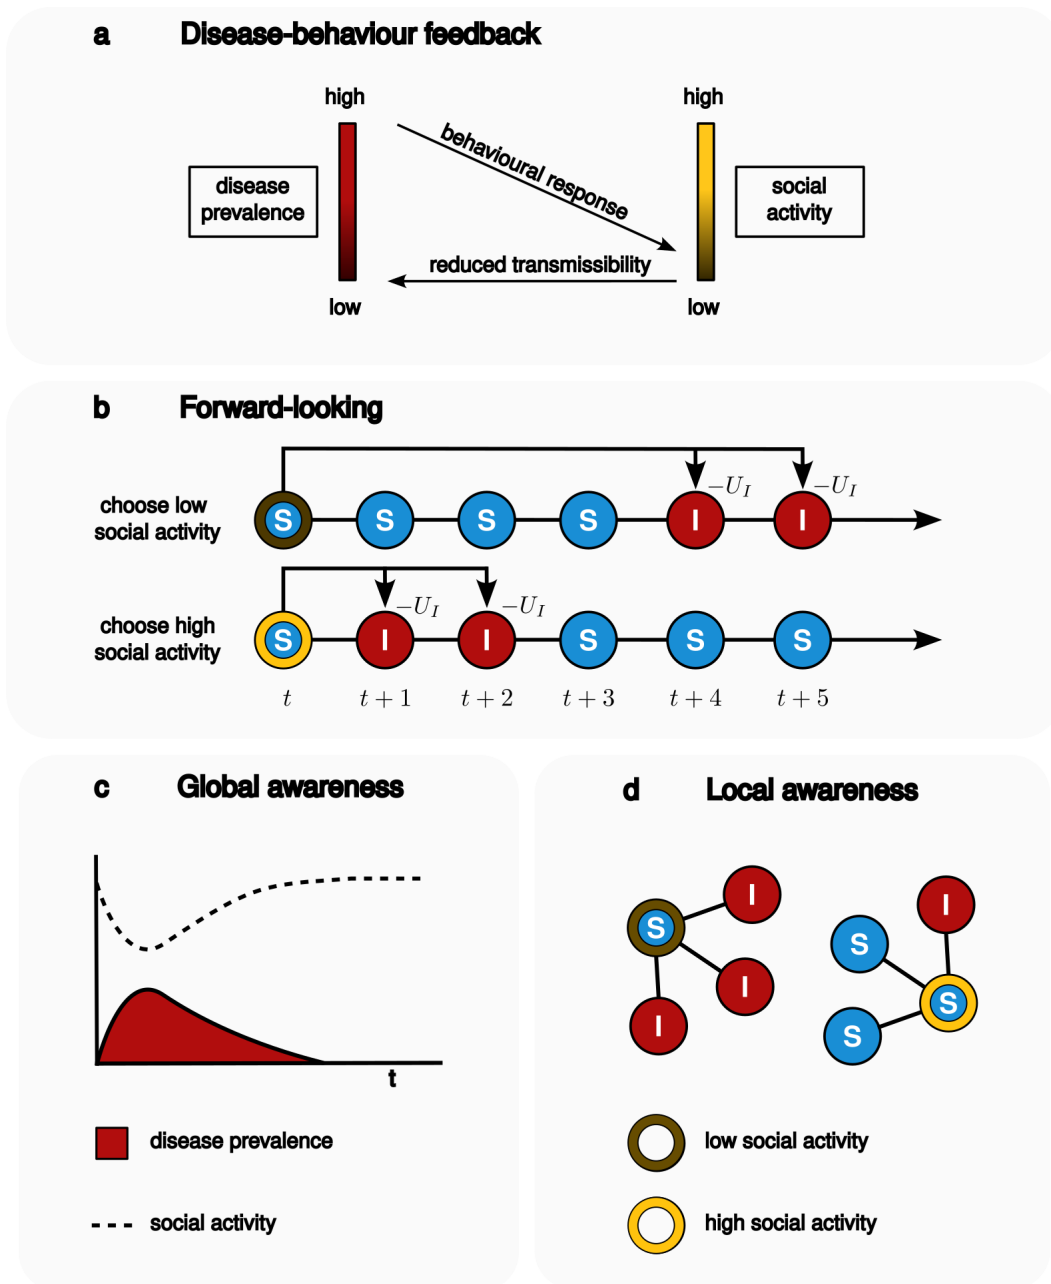 a Disease-behaviour feedback
high high
behavioural response
disease
prevalence
social
activity
reduced transmissibility
low low
b Forward-looking
choose low
social activity
S S S S I I
−U_I −U_I
choose high
social activity
S I I S S S
−U_I −U_I
t t + 1 t + 2 t + 3 t + 4 t + 5
c Global awareness
t
disease prevalence
social activity
d Local awareness
S I I I
S S I S
low social activity
high social activity